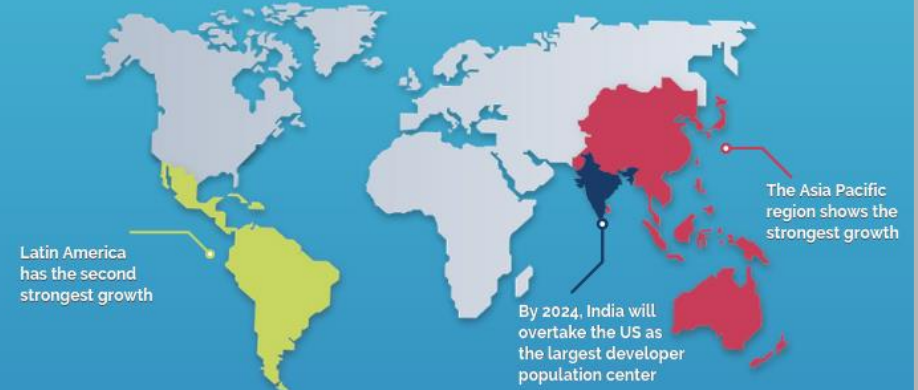 Latin America
has the second
strongest growth
By 2024, India will
overtake the US as
the largest developer
population center
The Asia Pacific
region shows the
strongest growth